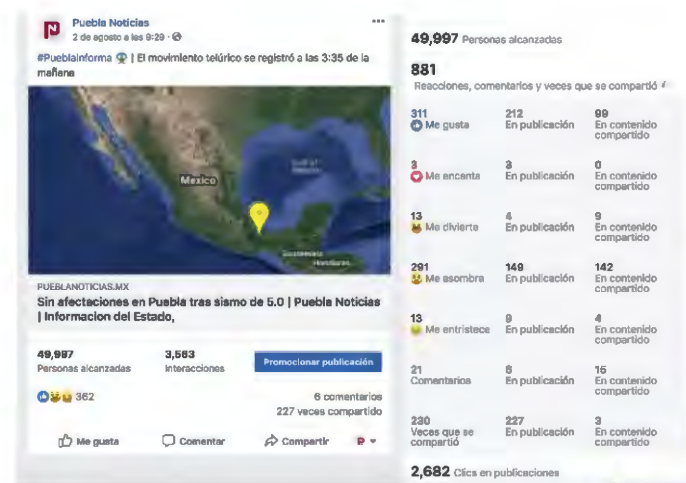 Puebla Noticias
2 de agosto a las 9:29 ·
#PueblaInforma | El movimiento telúrico se registró a las 3:35 de la
mañana
Mexico
Gulf of
Mexico
Guatemala
Honduras
PUEBLANOTICIAS.MX
Sin afectaciones en Puebla tras sismo de 5.0 | Puebla Noticias
| Informacion del Estado,
49,997
Personas alcanzadas
3,563
Interacciones
Promocionar publicación
362
6 comentarios
227 veces compartido
Me gusta
Comentar
Compartir
49,997 Personas alcanzadas
881
Reacciones, comentarios y veces que se compartió
311
Me gusta
212
En publicación
99
En contenido
compartido
3
Me encanta
3
En publicación
0
En contenido
compartido
13
Me divierte
4
En publicación
9
En contenido
compartido
291
Me asombra
149
En publicación
142
En contenido
compartido
13
Me entristece
9
En publicación
4
En contenido
compartido
21
Comentarios
6
En publicación
15
En contenido
compartido
230
Veces que se
compartió
227
En publicación
3
En contenido
compartido
2,682 Clics en publicaciones